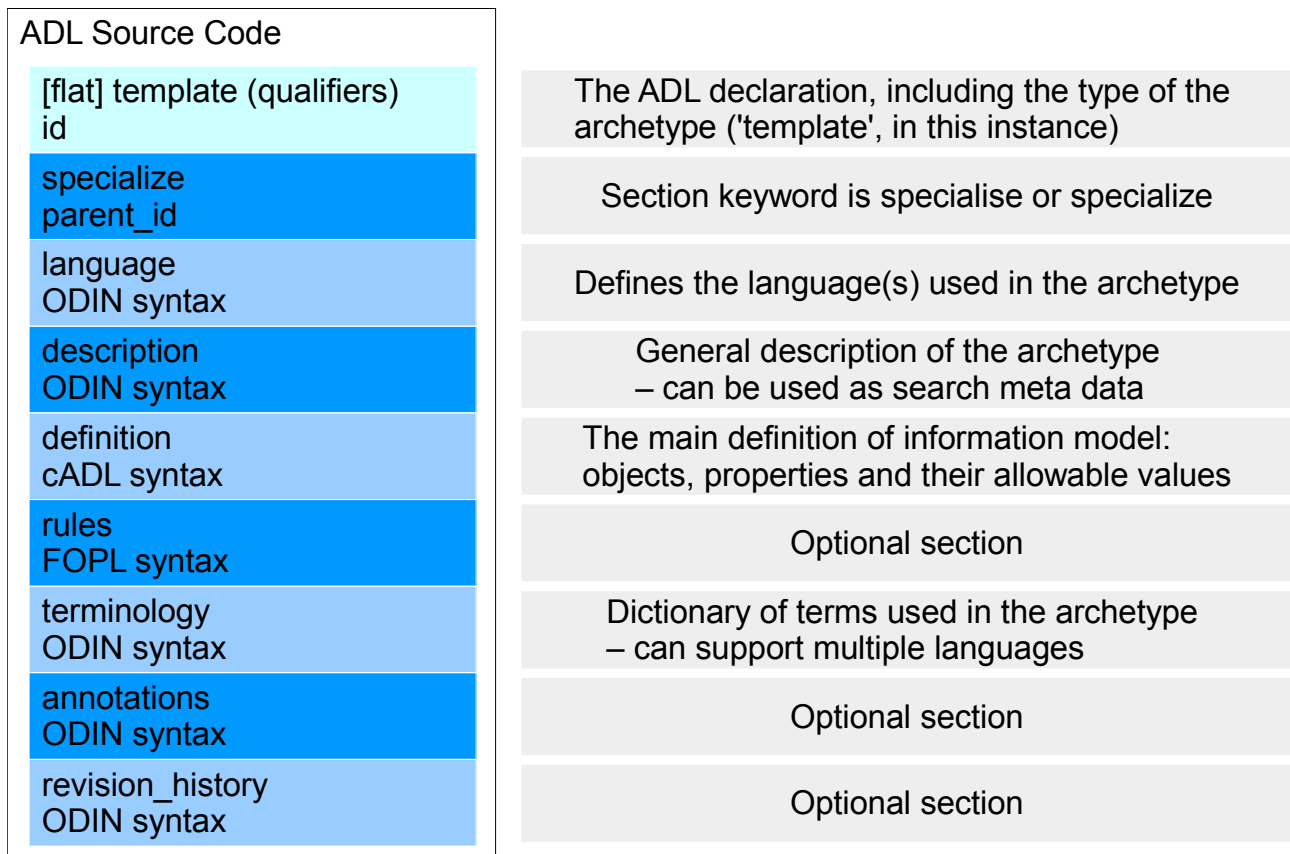 ADL Source Code
[flat] template (qualifiers)
id
The ADL declaration, including the type of the
archetype ('template', in this instance)
specialize
parent_id
Section keyword is specialise or specialize
language
ODIN syntax
Defines the language(s) used in the archetype
description
ODIN syntax
General description of the archetype
– can be used as search meta data
definition
cADL syntax
The main definition of information model:
objects, properties and their allowable values
rules
FOPL syntax
Optional section
terminology
ODIN syntax
Dictionary of terms used in the archetype
– can support multiple languages
annotations
ODIN syntax
Optional section
revision_history
ODIN syntax
Optional section